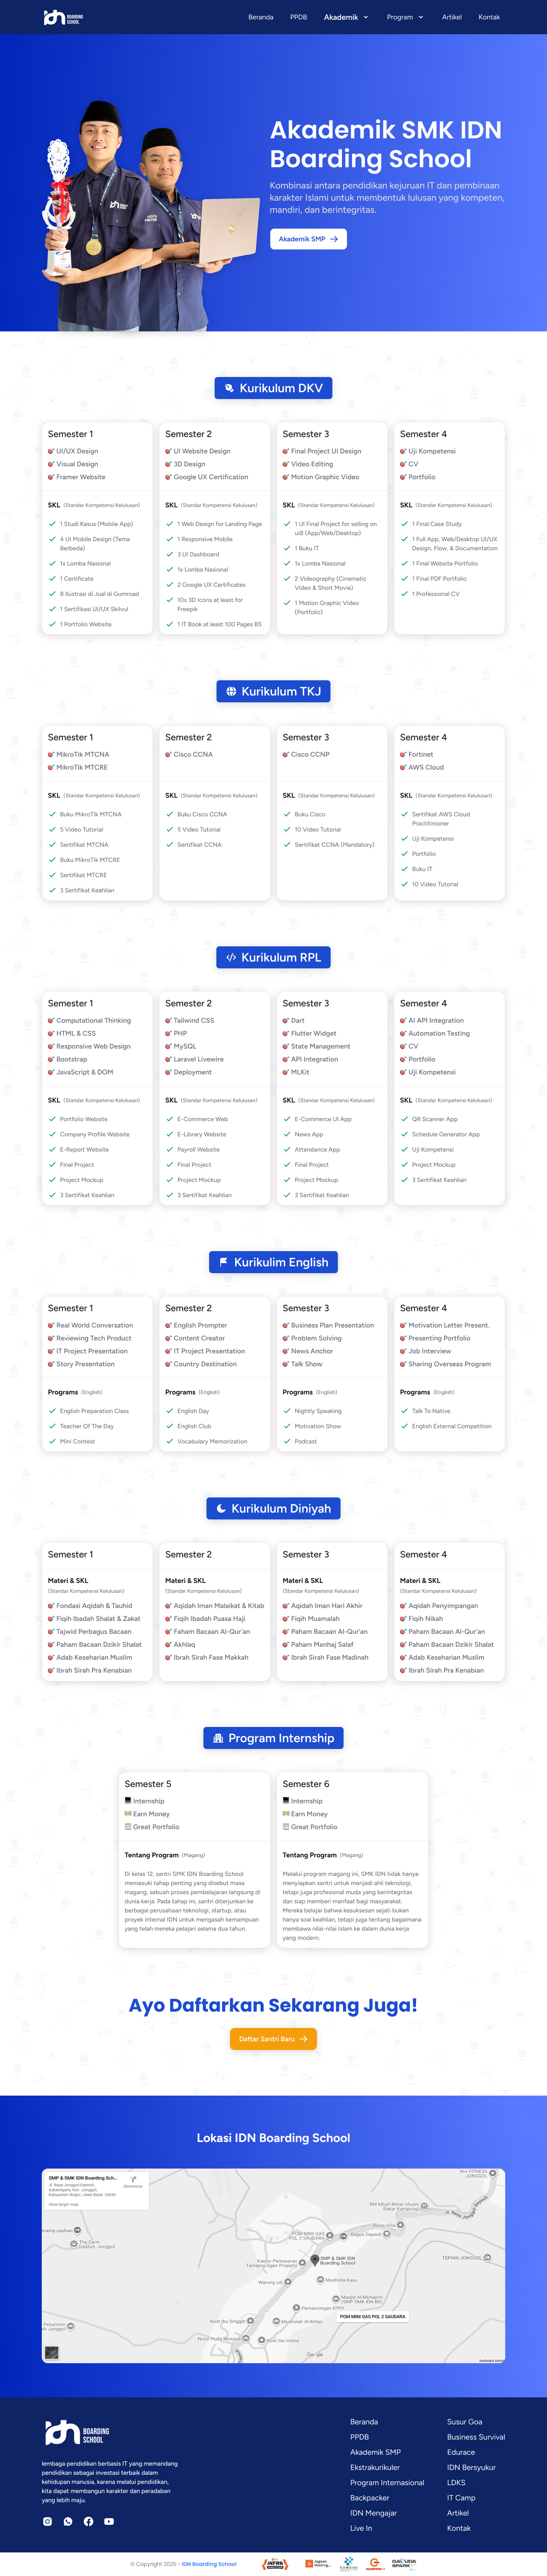 idn BOARDING SCHOOL
Beranda PPDB Akademik Program Artikel Kontak
Akademik SMK IDN
Boarding School
Kombinasi antara pendidikan kejuruan IT dan pembinaan
karakter Islami untuk membentuk lulusan yang kompeten,
mandiri, dan berintegritas.
Akademik SMP
Kurikulum DKV
Semester 1
UI/UX Design
Visual Design
Framer Website
SKL (Standar Kompetensi Kelulusan)
1 Studi Kasus (Mobile App)
4 UI Mobile Design (Tema
Berbeda)
1x Lomba Nasional
1 Certificate
8 Ilustrasi di Jual di Gumroad
1 Sertifikasi UI/UX Skilvul
1 Portfolio Website
Semester 2
UI Website Design
3D Design
Google UX Certification
SKL (Standar Kompetensi Kelulusan)
1 Web Design for Landing Page
1 Responsive Mobile
3 UI Dashboard
1x Lomba Nasional
2 Google UX Certificates
10x 3D Icons at least for
Freepik
1 IT Book at least 100 Pages B5
Semester 3
Final Project UI Design
Video Editing
Motion Graphic Video
SKL (Standar Kompetensi Kelulusan)
1 UI Final Project for selling on
ui8 (App/Web/Desktop)
1 Buku IT
1x Lomba Nasional
2 Videography (Cinematic
Video & Short Movie)
1 Motion Graphic Video
(Portfolio)
Semester 4
Uji Kompetensi
CV
Portfolio
SKL (Standar Kompetensi Kelulusan)
1 Final Case Study
1 Full App, Web/Desktop UI/UX
Design, Flow, & Documentation
1 Final Website Portfolio
1 Final PDF Portfolio
1 Professional CV
Kurikulum TKJ
Semester 1
MikroTik MTCNA
MikroTik MTCRE
SKL (Standar Kompetensi Kelulusan)
Buku MikroTik MTCNA
5 Video Tutorial
Sertifikat MTCNA
Buku MikroTik MTCRE
Sertifikat MTCRE
3 Sertifikat Keahlian
Semester 2
Cisco CCNA
SKL (Standar Kompetensi Kelulusan)
Buku Cisco CCNA
5 Video Tutorial
Sertifikat CCNA
Semester 3
Cisco CCNP
SKL (Standar Kompetensi Kelulusan)
Buku Cisco
10 Video Tutorial
Sertifikat CCNA (Mandatory)
Semester 4
Fortinet
AWS Cloud
SKL (Standar Kompetensi Kelulusan)
Sertifikat AWS Cloud
Practitinioner
Uji Kompetensi
Portfolio
Buku IT
10 Video Tutorial
Kurikulum RPL
Semester 1
Computational Thinking
HTML & CSS
Responsive Web Design
Bootstrap
JavaScript & DOM
SKL (Standar Kompetensi Kelulusan)
Portfolio Website
Company Profile Website
E-Report Website
Final Project
Project Mockup
3 Sertifikat Keahlian
Semester 2
Tailwind CSS
PHP
MySQL
Laravel Livewire
Deployment
SKL (Standar Kompetensi Kelulusan)
E-Commerce Web
E-Library Website
Payroll Website
Final Project
Project Mockup
3 Sertifikat Keahlian
Semester 3
Dart
Flutter Widget
State Management
API Integration
MLKit
SKL (Standar Kompetensi Kelulusan)
E-Commerce UI App
News App
Attendance App
Final Project
Project Mockup
3 Sertifikat Keahlian
Semester 4
AI API Integration
Automation Testing
CV
Portfolio
Uji Kompetensi
SKL (Standar Kompetensi Kelulusan)
QR Scanner App
Schedule Generator App
Uji Kompetensi
Project Mockup
3 Sertifikat Keahlian
Kurikulim English
Semester 1
Real World Conversation
Reviewing Tech Product
IT Project Presentation
Story Presentation
Programs (English)
English Preparation Class
Teacher Of The Day
Mini Contest
Semester 2
English Prompter
Content Creator
IT Project Presentation
Country Destination
Programs (English)
English Day
English Club
Vocabulary Memorization
Semester 3
Business Plan Presentation
Problem Solving
News Anchor
Talk Show
Programs (English)
Nightly Speaking
Motivation Show
Podcast
Semester 4
Motivation Letter Present.
Presenting Portfolio
Job Interview
Sharing Overseas Program
Programs (English)
Talk To Native
English External Competition
Kurikulum Diniyah
Semester 1
Materi & SKL
(Standar Kompetensi Kelulusan)
Fondasi Aqidah & Tauhid
Fiqih Ibadah Shalat & Zakat
Tajwid Perbagus Bacaan
Paham Bacaan Dzikir Shalat
Adab Keseharian Muslim
Ibrah Sirah Pra Kenabian
Semester 2
Materi & SKL
(Standar Kompetensi Kelulusan)
Aqidah Iman Malaikat & Kitab
Fiqih Ibadah Puasa Haji
Faham Bacaan Al-Qur'an
Akhlaq
Ibrah Sirah Fase Makkah
Semester 3
Materi & SKL
(Standar Kompetensi Kelulusan)
Aqidah Iman Hari Akhir
Fiqih Muamalah
Paham Bacaan Al-Qur'an
Paham Manhaj Salaf
Ibrah Sirah Fase Madinah
Semester 4
Materi & SKL
(Standar Kompetensi Kelulusan)
Aqidah Penyimpangan
Fiqih Nikah
Paham Bacaan Al-Qur'an
Paham Bacaan Dzikir Shalat
Adab Keseharian Muslim
Ibrah Sirah Pra Kenabian
Program Internship
Semester 5
Internship
Earn Money
Great Portfolio
Tentang Program (Magang)
Di kelas 12, santri SMK IDN Boarding School
memasuki tahap penting yang disebut masa
magang, sebuah proses pembelajaran langsung di
dunia kerja. Pada tahap ini, santri diterjunkan ke
berbagai perusahaan teknologi, startup, atau
proyek internal IDN untuk mengasah kemampuan
yang telah mereka pelajari selama dua tahun.
Semester 6
Internship
Earn Money
Great Portfolio
Tentang Program (Magang)
Melalui program magang ini, SMK IDN tidak hanya
menyiapkan santri untuk menjadi ahli teknologi,
tetapi juga profesional muda yang berintegritas
dan siap memberi manfaat bagi masyarakat.
Mereka belajar bahwa kesuksesan sejati bukan
hanya soal keahlian, tetapi juga tentang bagaimana
membawa nilai-nilai Islam ke dalam dunia kerja
yang modern.
Ayo Daftarkan Sekarang Juga!
Daftar Santri Baru
Lokasi IDN Boarding School
SMP & SMK IDN Boarding Sch...
Directions
View larger map
POM MINI GAS
POL 2 SAUDARA
SMP & SMK IDN
Boarding School
Warung udi
Musholla Kayu
POM MINI GAS POL 2 SAUDARA
TEPIAN JONGGOL
Google
idn BOARDING SCHOOL
lembaga pendidikan berbasis IT yang memandang
pendidikan sebagai investasi terbaik dalam
kehidupan manusia, karena melalui pendidikan,
kita dapat membangun karakter dan peradaban
yang lebih maju.
Beranda
PPDB
Akademik SMP
Ekstrakurikuler
Program Internasional
Backpacker
IDN Mengajar
Live In
Susur Goa
Business Survival
Edurace
IDN Bersyukur
LDKS
IT Camp
Artikel
Kontak
© Copyright 2025 - IDN Boarding School
INFRA